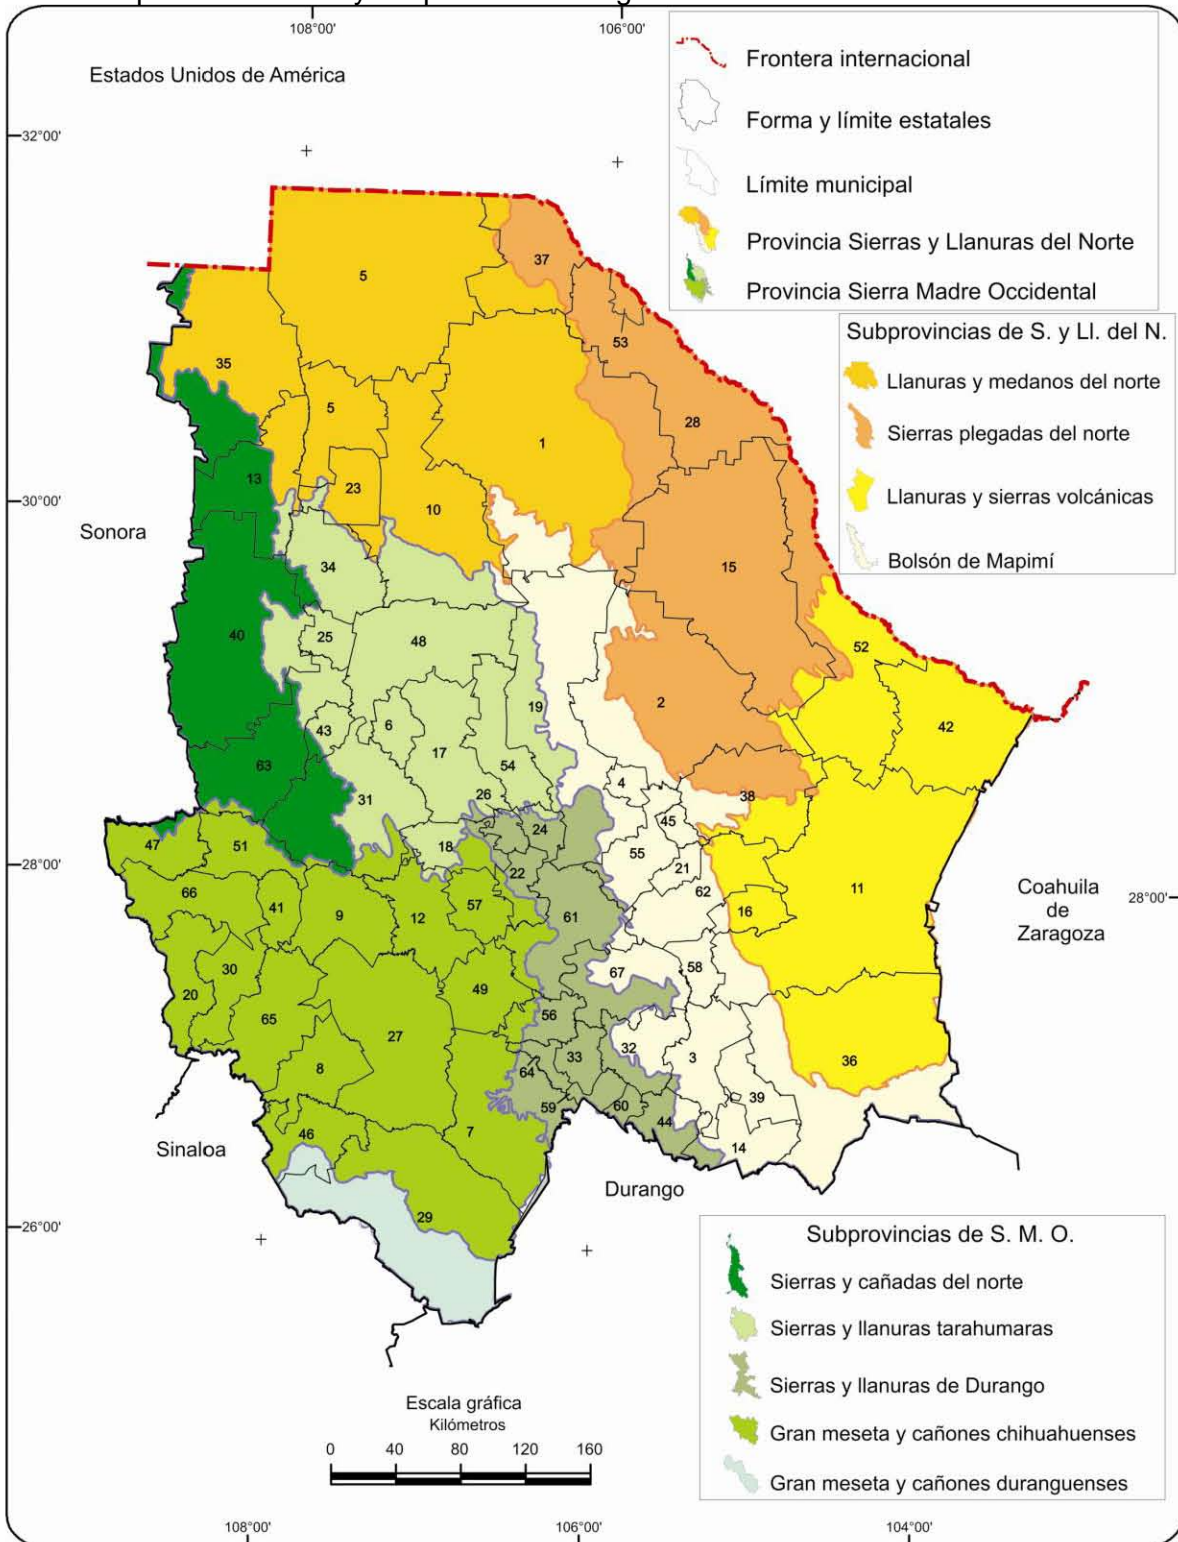 108°00'
106°00'
Estados Unidos de América
Frontera internacional
Forma y límite estatales
32°00'
Límite municipal
Provincia Sierras y Llanuras del Norte
Provincia Sierra Madre Occidental
Subprovincias de S. y Ll. del N.
Llanuras y medanos del norte
Sierras plegadas del norte
Llanuras y sierras volcánicas
Bolsón de Mapimí
37
5
53
35
28
5
1
13
23
30°00'
10
Sonora
34
15
40
25
48
52
2
19
42
43
6
17
63
54
4
38
31
26
45
24
47
51
18
55
28°00'
21
22
11
66
62
Coahuila
de
Zaragoza
28°00'
41
9
12
57
61
16
30
67
58
20
49
65
56
27
32
3
36
33
8
64
39
59
60
7
44
46
14
Sinaloa
Durango
29
26°00'
Subprovincias de S. M. O.
Sierras y cañadas del norte
Sierras y llanuras tarahumaras
Sierras y llanuras de Durango
Gran meseta y cañones chihuahuenses
Gran meseta y cañones duranguenses
Escala gráfica
Kilómetros
0 40 80 120 160
108°00'
106°00'
104°00'